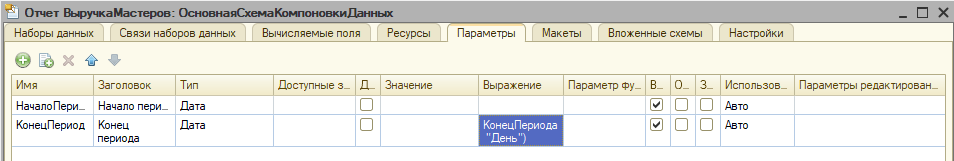 Отчет ВыручкаМастеров: ОсновнаяСхемаКомпоновкиДанных
Наборы данных Связи наборов данных Вычисляемые поля Ресурсы Параметры Макеты Вложенные схемы Настройки
Имя Заголовок Тип Доступные з... Д... Значение Выражение Параметр фу... В... О... З... Использов... Параметры редактирован...
НачалоПери... Начало пери... Дата Авто
КонецПериод Конец периода Дата КонецПериода "День") Авто